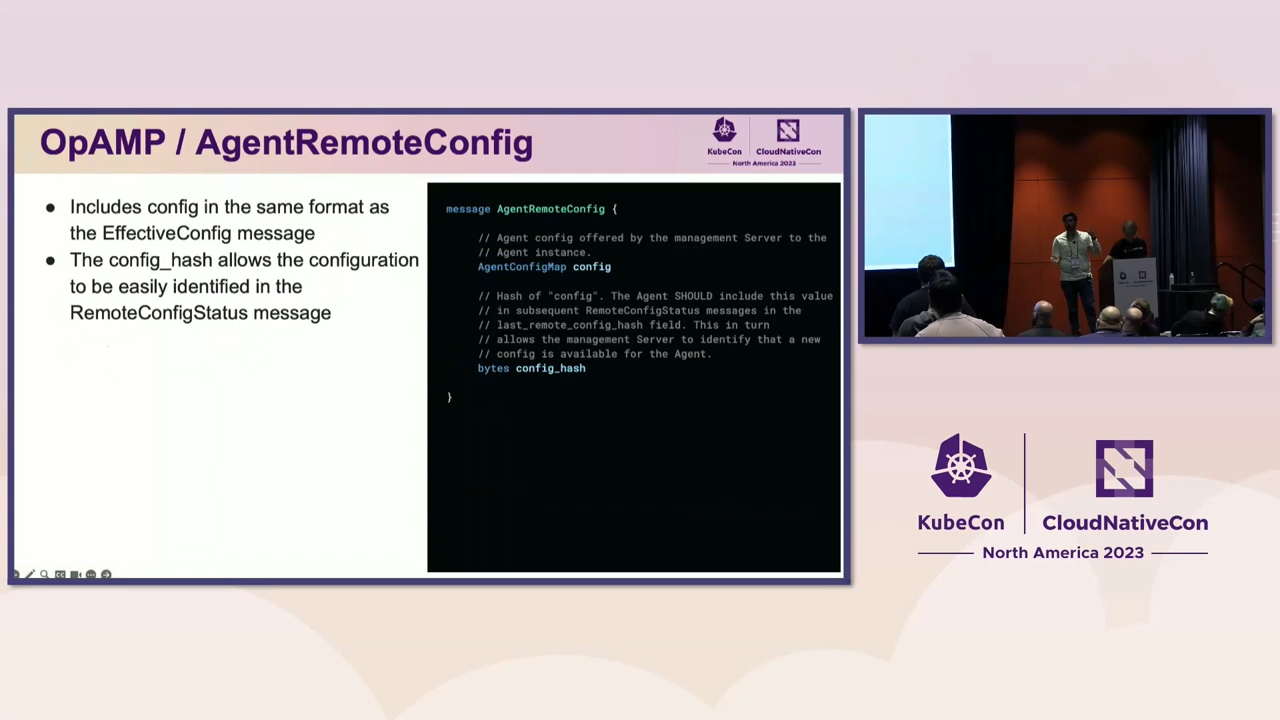 OpAMP / AgentRemoteConfig
KubeCon
CloudNativeCon
North America 2023
● Includes config in the same format as
the EffectiveConfig message
● The config_hash allows the configuration
to be easily identified in the
RemoteConfigStatus message
message AgentRemoteConfig {
// Agent config offered by the management Server to the
// Agent instance.
AgentConfigMap config
// Hash of "config". The Agent SHOULD include this value
// in subsequent RemoteConfigStatus messages in the
// last_remote_config_hash field. This in turn
// allows the management Server to identify that a new
// config is available for the Agent.
bytes config_hash
}
KubeCon
CloudNativeCon
North America 2023